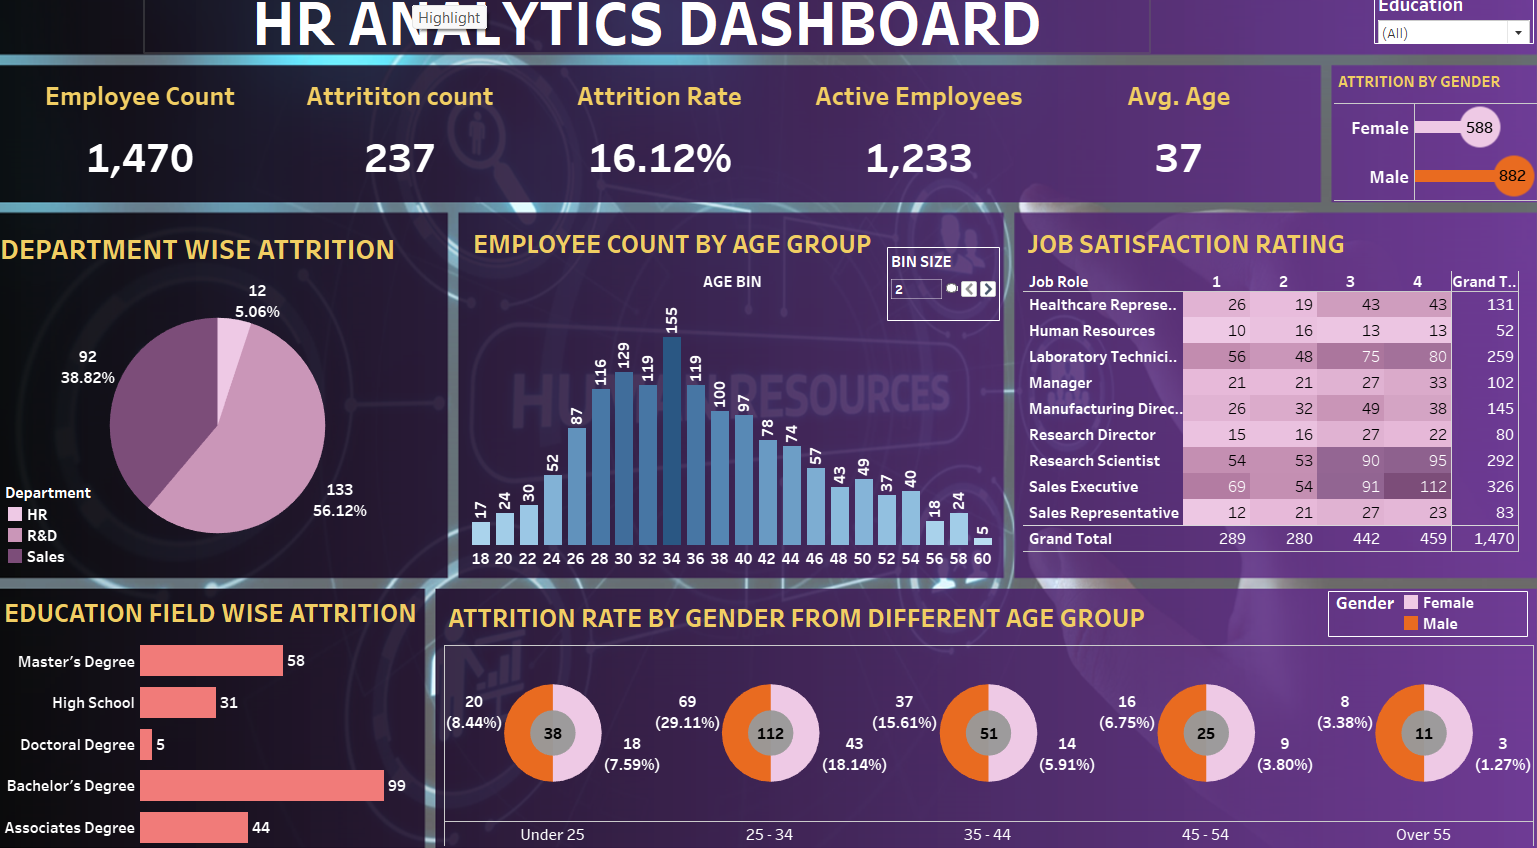 HR ANALYTICS DASHBOARD
Highlight
Education
(All)
Employee Count
1,470
Attrititon count
237
Attrition Rate
16.12%
Active Employees
1,233
Avg. Age
37
ATTRITION BY GENDER
Female 588
Male 882
DEPARTMENT WISE ATTRITION
12
5.06%
92
38.82%
133
56.12%
Department
HR
R&D
Sales
EMPLOYEE COUNT BY AGE GROUP
BIN SIZE
2
AGE BIN
17 24 30 52 87 116 129 119 155 119 100 97 78 74 57 43 49 37 40 18 24 5
18 20 22 24 26 28 30 32 34 36 38 40 42 44 46 48 50 52 54 56 58 60
HUMAN RESOURCES
JOB SATISFACTION RATING
Job Role 1 2 3 4 Grand T..
Healthcare Represe.. 26 19 43 43 131
Human Resources 10 16 13 13 52
Laboratory Technici.. 56 48 75 80 259
Manager 21 21 27 33 102
Manufacturing Direc.. 26 32 49 38 145
Research Director 15 16 27 22 80
Research Scientist 54 53 90 95 292
Sales Executive 69 54 91 112 326
Sales Representative 12 21 27 23 83
Grand Total 289 280 442 459 1,470
EDUCATION FIELD WISE ATTRITION
Master's Degree 58
High School 31
Doctoral Degree 5
Bachelor's Degree 99
Associates Degree 44
ATTRITION RATE BY GENDER FROM DIFFERENT AGE GROUP
Gender
Female
Male
20
(8.44%)
38
18
(7.59%)
Under 25
69
(29.11%)
112
43
(18.14%)
25 - 34
37
(15.61%)
51
14
(5.91%)
35 - 44
16
(6.75%)
25
9
(3.80%)
45 - 54
8
(3.38%)
11
3
(1.27%)
Over 55